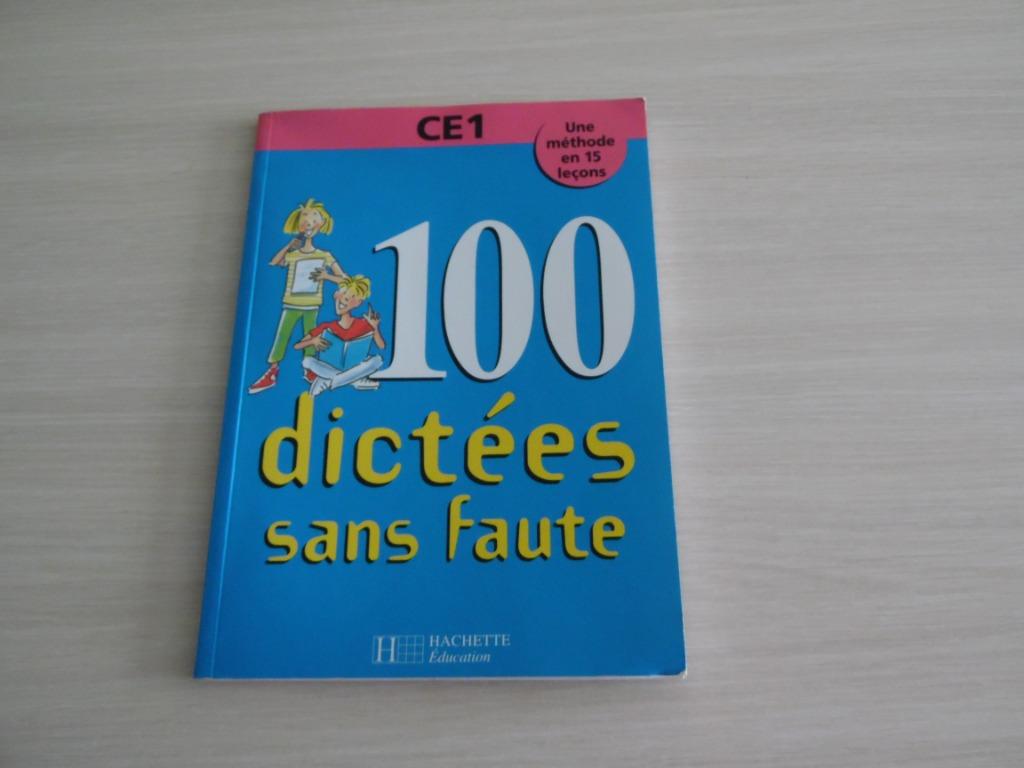 CE1
Une
méthode
en 15
leçons
100
dictées
sans faute
H HACHETTE
Éducation